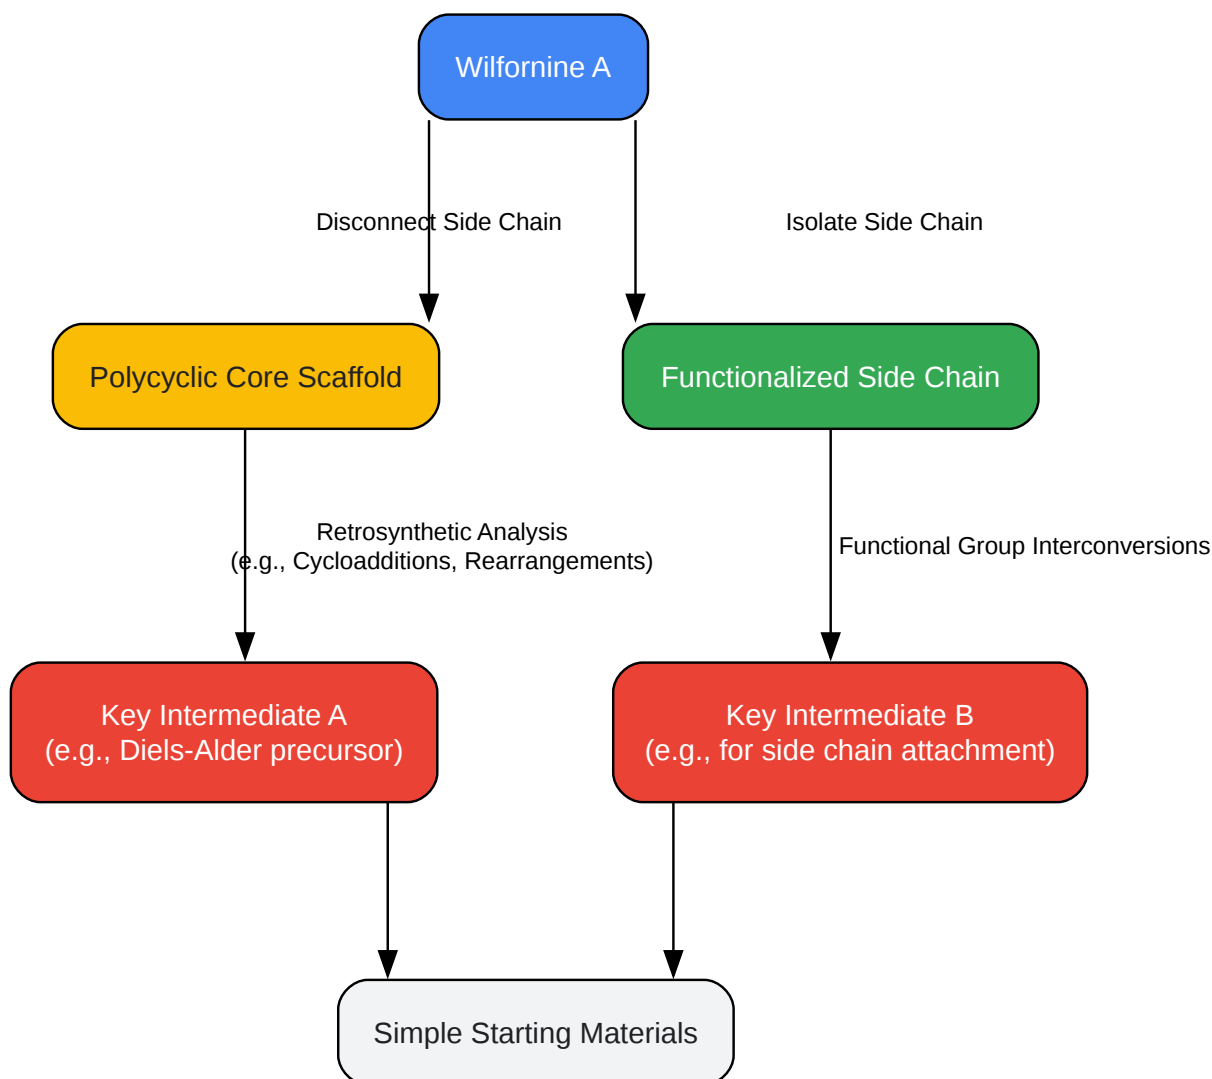 Wilfornine A
Disconnect Side Chain
Isolate Side Chain
Polycyclic Core Scaffold
Functionalized Side Chain
Retrosynthetic Analysis
(e.g., Cycloadditions, Rearrangements)
Functional Group Interconversions
Key Intermediate A
(e.g., Diels-Alder precursor)
Key Intermediate B
(e.g., for side chain attachment)
Simple Starting Materials